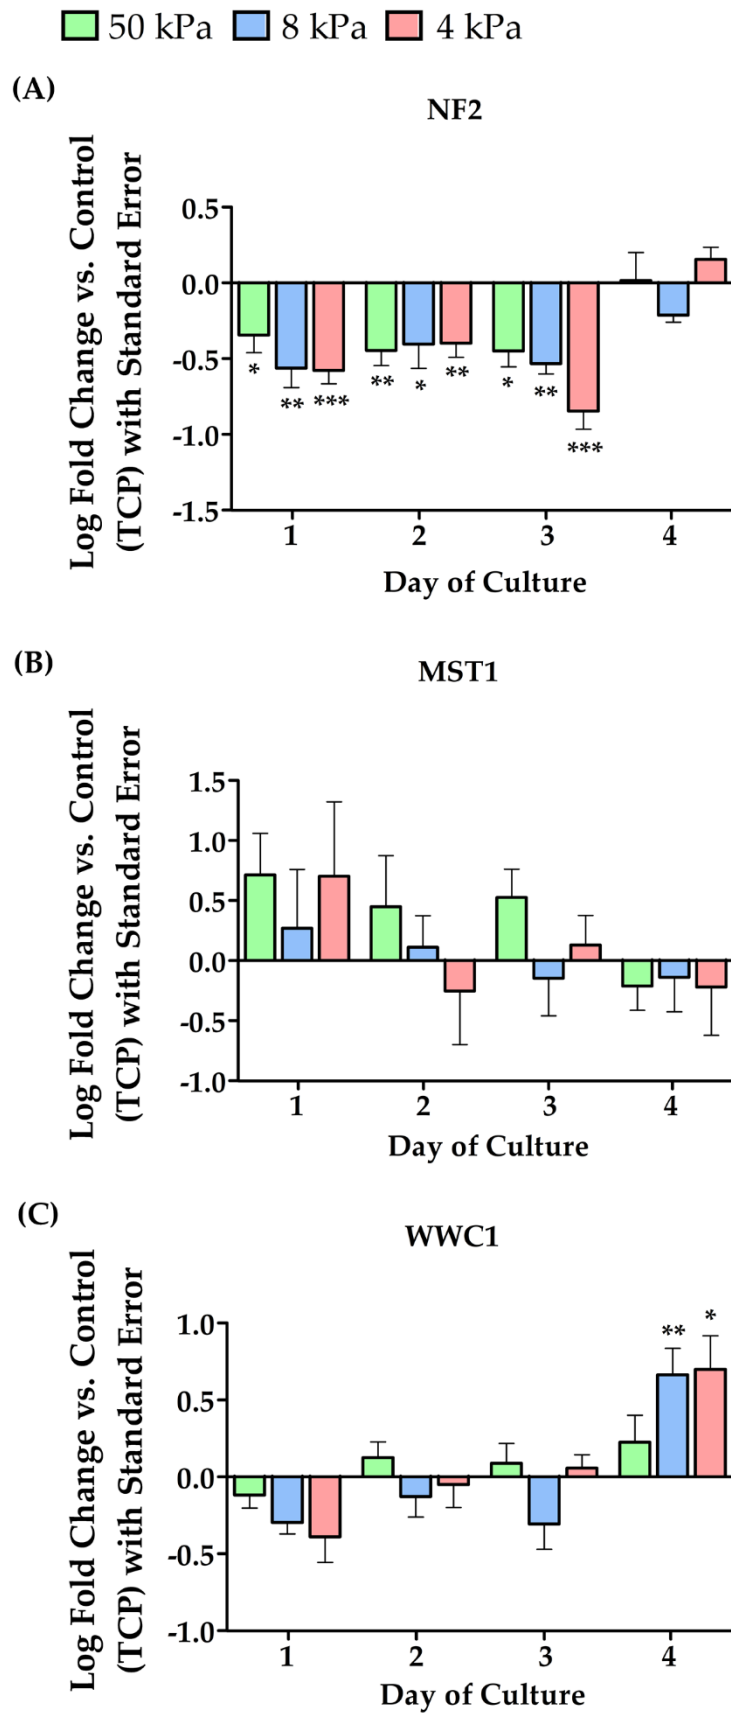 50 kPa 8 kPa 4 kPa
(A)
NF2
Log Fold Change vs. Control
(TCP) with Standard Error
0.5
0.0
-0.5
-1.0
-1.5
* ** *** ** * ** * ** ***
1 2 3 4
Day of Culture
(B)
MST1
Log Fold Change vs. Control
(TCP) with Standard Error
1.5
1.0
0.5
0.0
-0.5
-1.0
1 2 3 4
Day of Culture
(C)
WWC1
Log Fold Change vs. Control
(TCP) with Standard Error
1.0
0.5
0.0
-0.5
-1.0
** *
1 2 3 4
Day of Culture